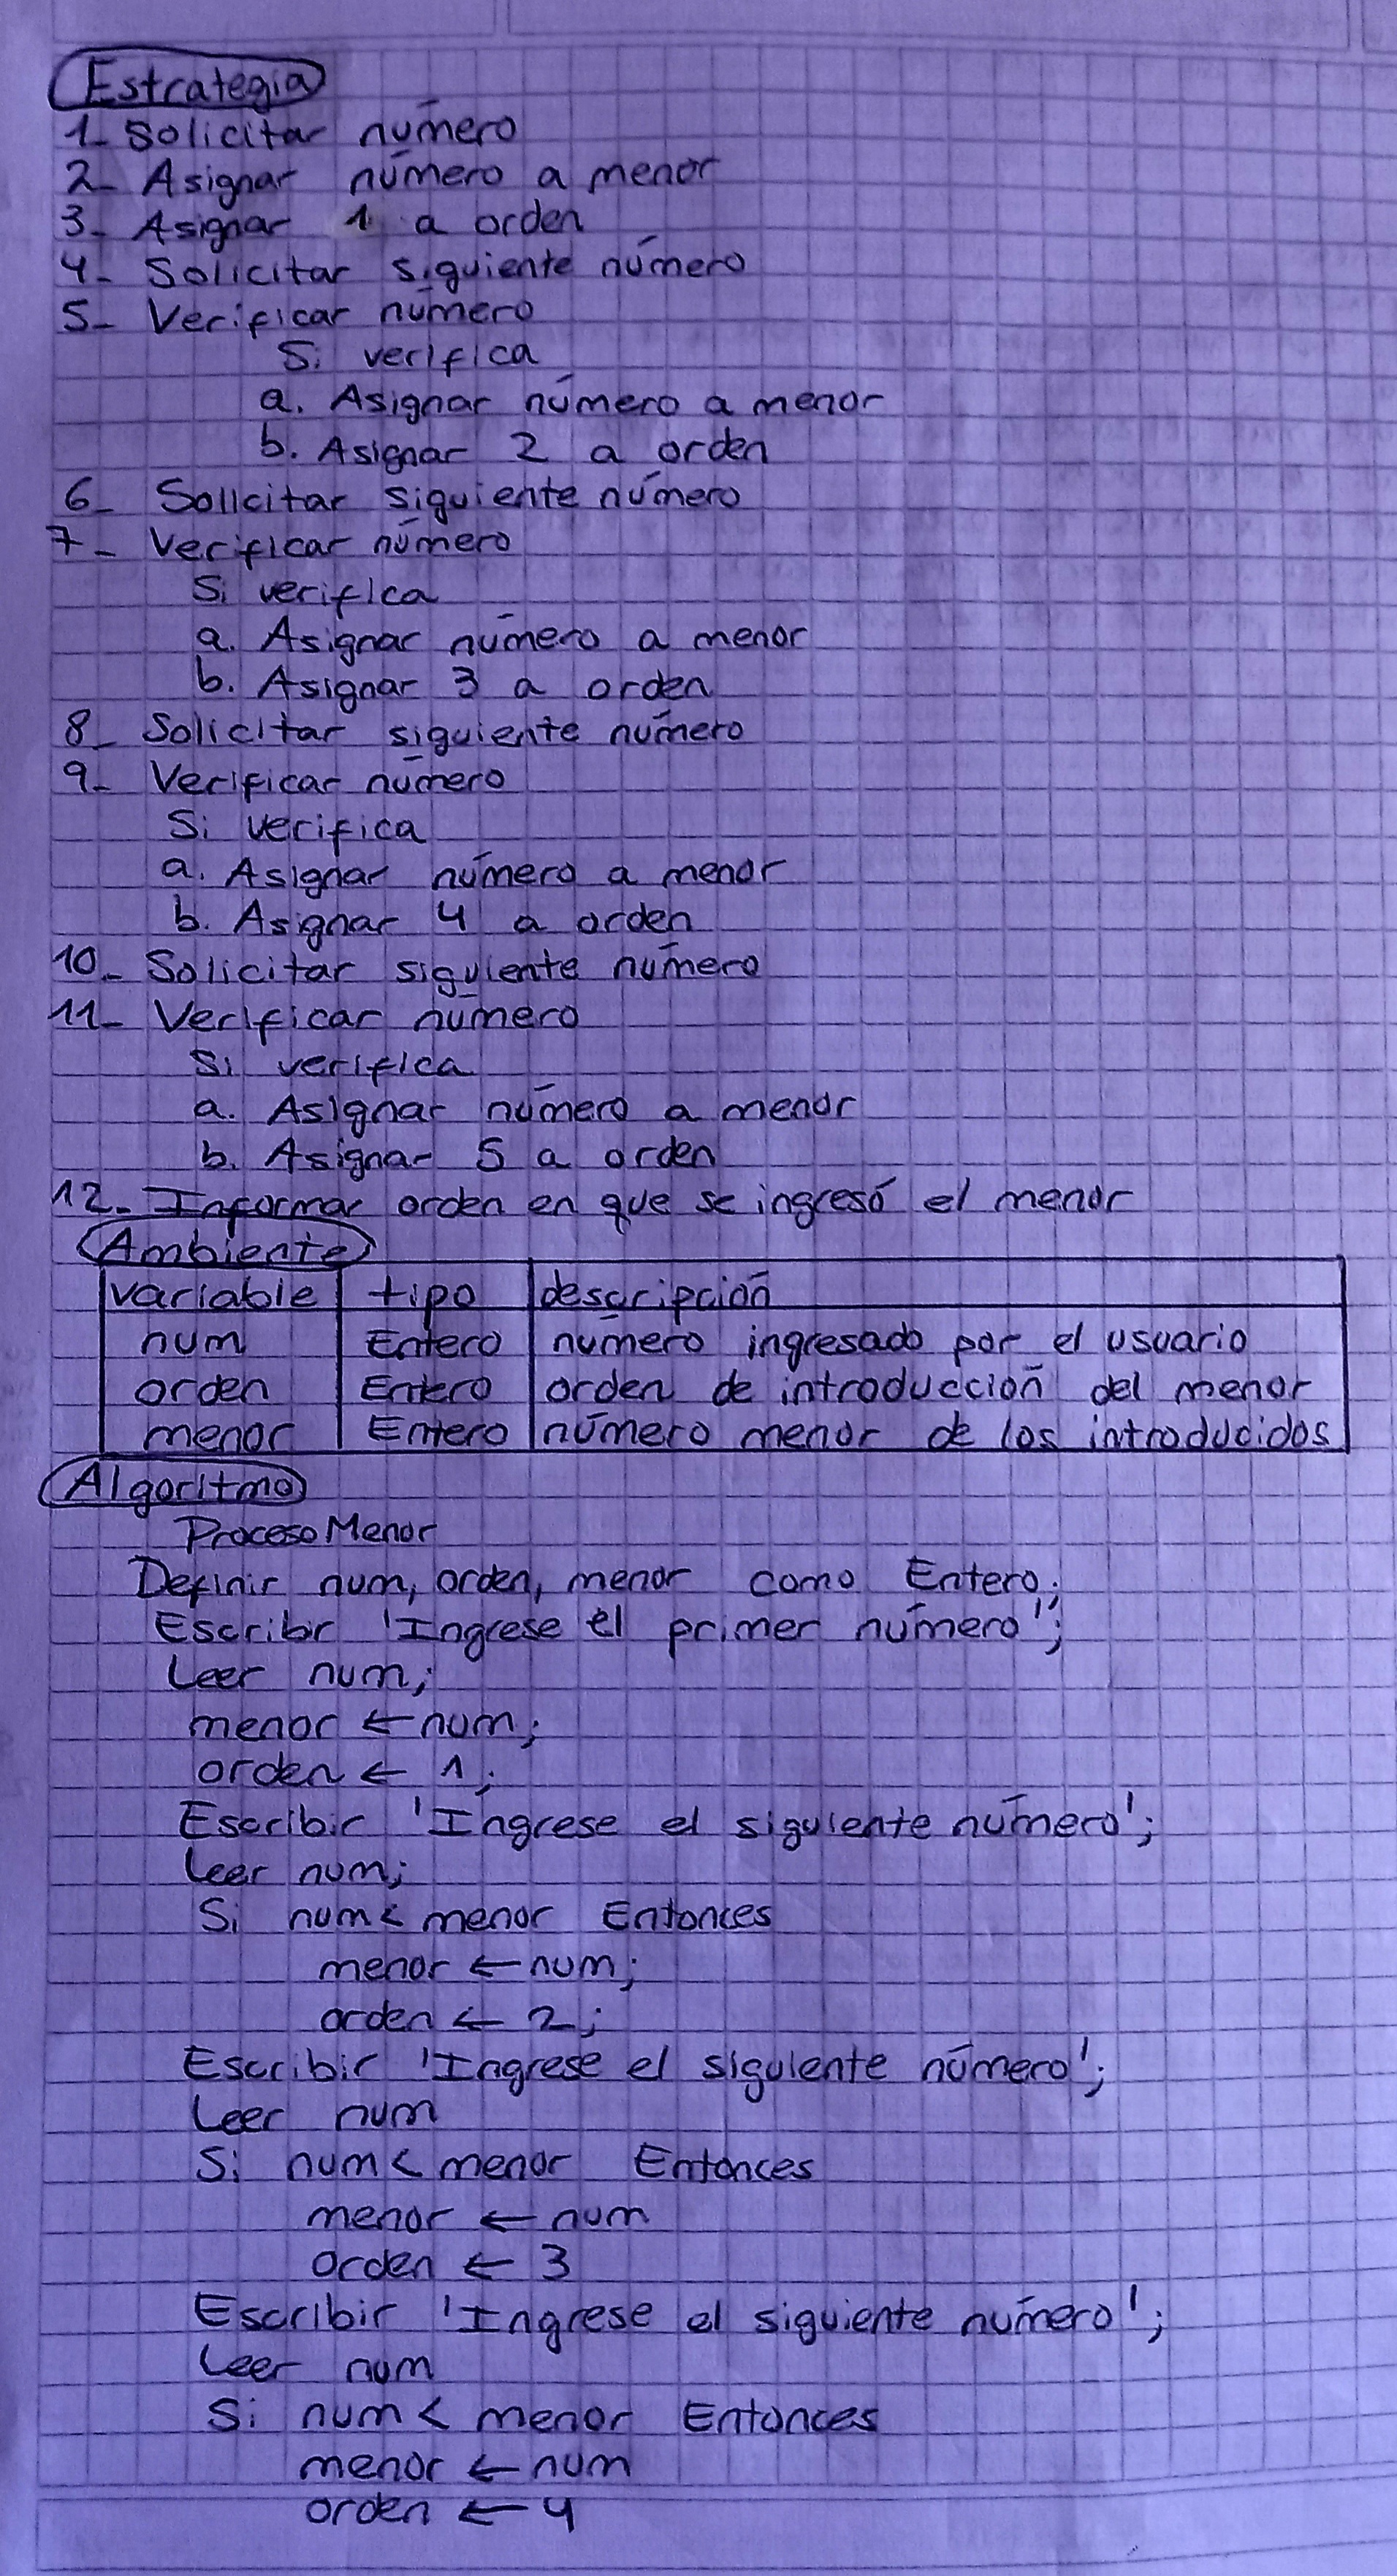 Estrategia
1- Solicitar número
2- Asignar número a menor
3- Asignar 1 a orden
4- Solicitar siguiente número
5- Verificar número
Si verifica
a. Asignar número a menor
b. Asignar 2 a orden
6- Solicitar siguiente número
7- Verificar número
Si verifica
a. Asignar número a menor
b. Asignar 3 a orden
8- Solicitar siguiente número
9- Verificar número
Si verifica
a. Asignar número a menor
b. Asignar 4 a orden
10- Solicitar siguiente número
11- Verificar número
Si verifica
a. Asignar número a menor
b. Asignar 5 a orden
12- Informar orden en que se ingresó el menor
Ambiente
variable tipo descripción
num Entero número ingresado por el usuario
orden Entero orden de introducción del menor
menor Entero número menor de los introducidos
Algoritmo
Proceso Menor
Definir num, orden, menor como Entero;
Escribir 'Ingrese el primer número';
Leer num;
menor ← num;
orden ← 1;
Escribir 'Ingrese el siguiente número';
Leer num;
Si num < menor Entonces
menor ← num;
orden ← 2;
Escribir 'Ingrese el siguiente número';
Leer num
Si num < menor Entonces
menor ← num
orden ← 3
Escribir 'Ingrese el siguiente número';
Leer num
Si num < menor Entonces
menor ← num
orden ← 4